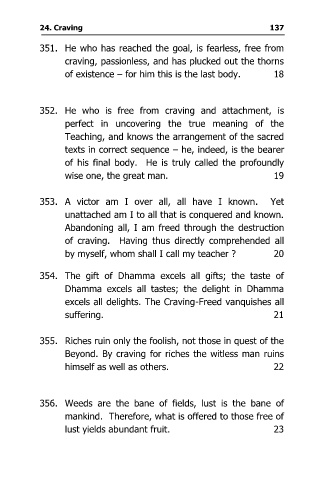 24. Craving 137
351. He who has reached the goal, is fearless, free from
craving, passionless, and has plucked out the thorns
of existence – for him this is the last body. 18
352. He who is free from craving and attachment, is
perfect in uncovering the true meaning of the
Teaching, and knows the arrangement of the sacred
texts in correct sequence – he, indeed, is the bearer
of his final body. He is truly called the profoundly
wise one, the great man. 19
353. A victor am I over all, all have I known. Yet
unattached am I to all that is conquered and known.
Abandoning all, I am freed through the destruction
of craving. Having thus directly comprehended all
by myself, whom shall I call my teacher ? 20
354. The gift of Dhamma excels all gifts; the taste of
Dhamma excels all tastes; the delight in Dhamma
excels all delights. The Craving-Freed vanquishes all
suffering. 21
355. Riches ruin only the foolish, not those in quest of the
Beyond. By craving for riches the witless man ruins
himself as well as others. 22
356. Weeds are the bane of fields, lust is the bane of
mankind. Therefore, what is offered to those free of
lust yields abundant fruit. 23